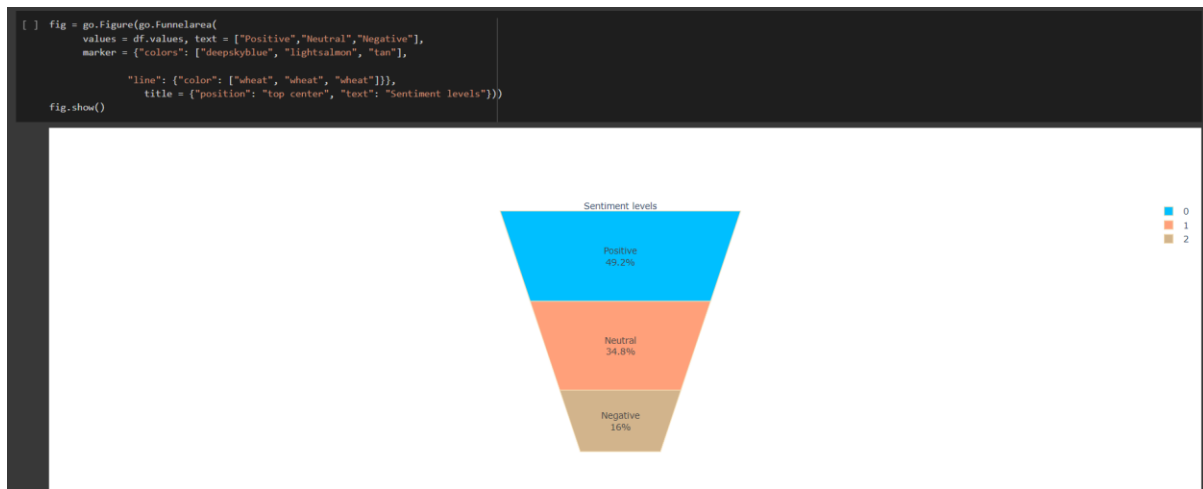 [ ] fig = go.Figure(go.Funnelarea(
values = df.values, text = ["Positive","Neutral","Negative"],
marker = {"colors": ["deepskyblue", "lightsalmon", "tan"],
"line": {"color": ["wheat", "wheat", "wheat"]}},
title = {"position": "top center", "text": "Sentiment levels"}))
fig.show()
Sentiment levels
Positive
49.2%
Neutral
34.8%
Negative
16%
0
1
2